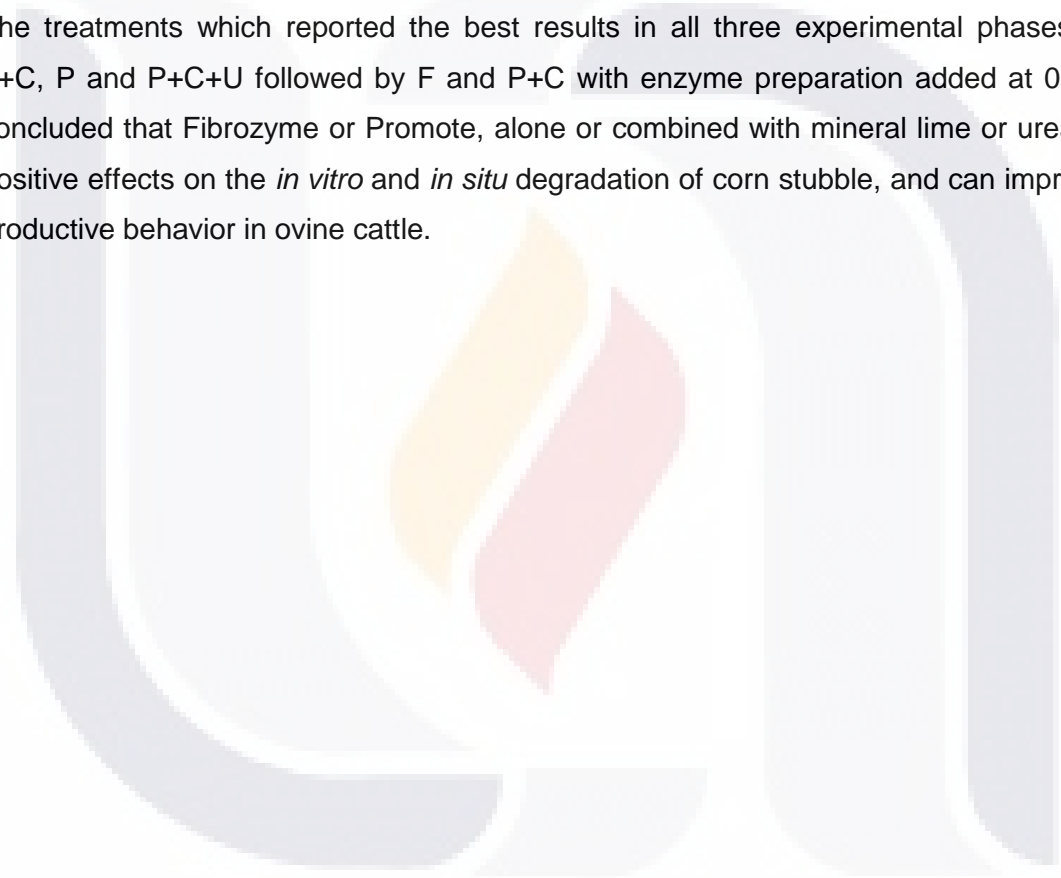 he treatments which reported the best results in all three experimental phases
+C, P and P+C+U followed by F and P+C with enzyme preparation added at 0
oncluded that Fibrozyme or Promote, alone or combined with mineral lime or ure
ositive effects on the in vitro and in situ degradation of corn stubble, and can impr
roductive behavior in ovine cattle.